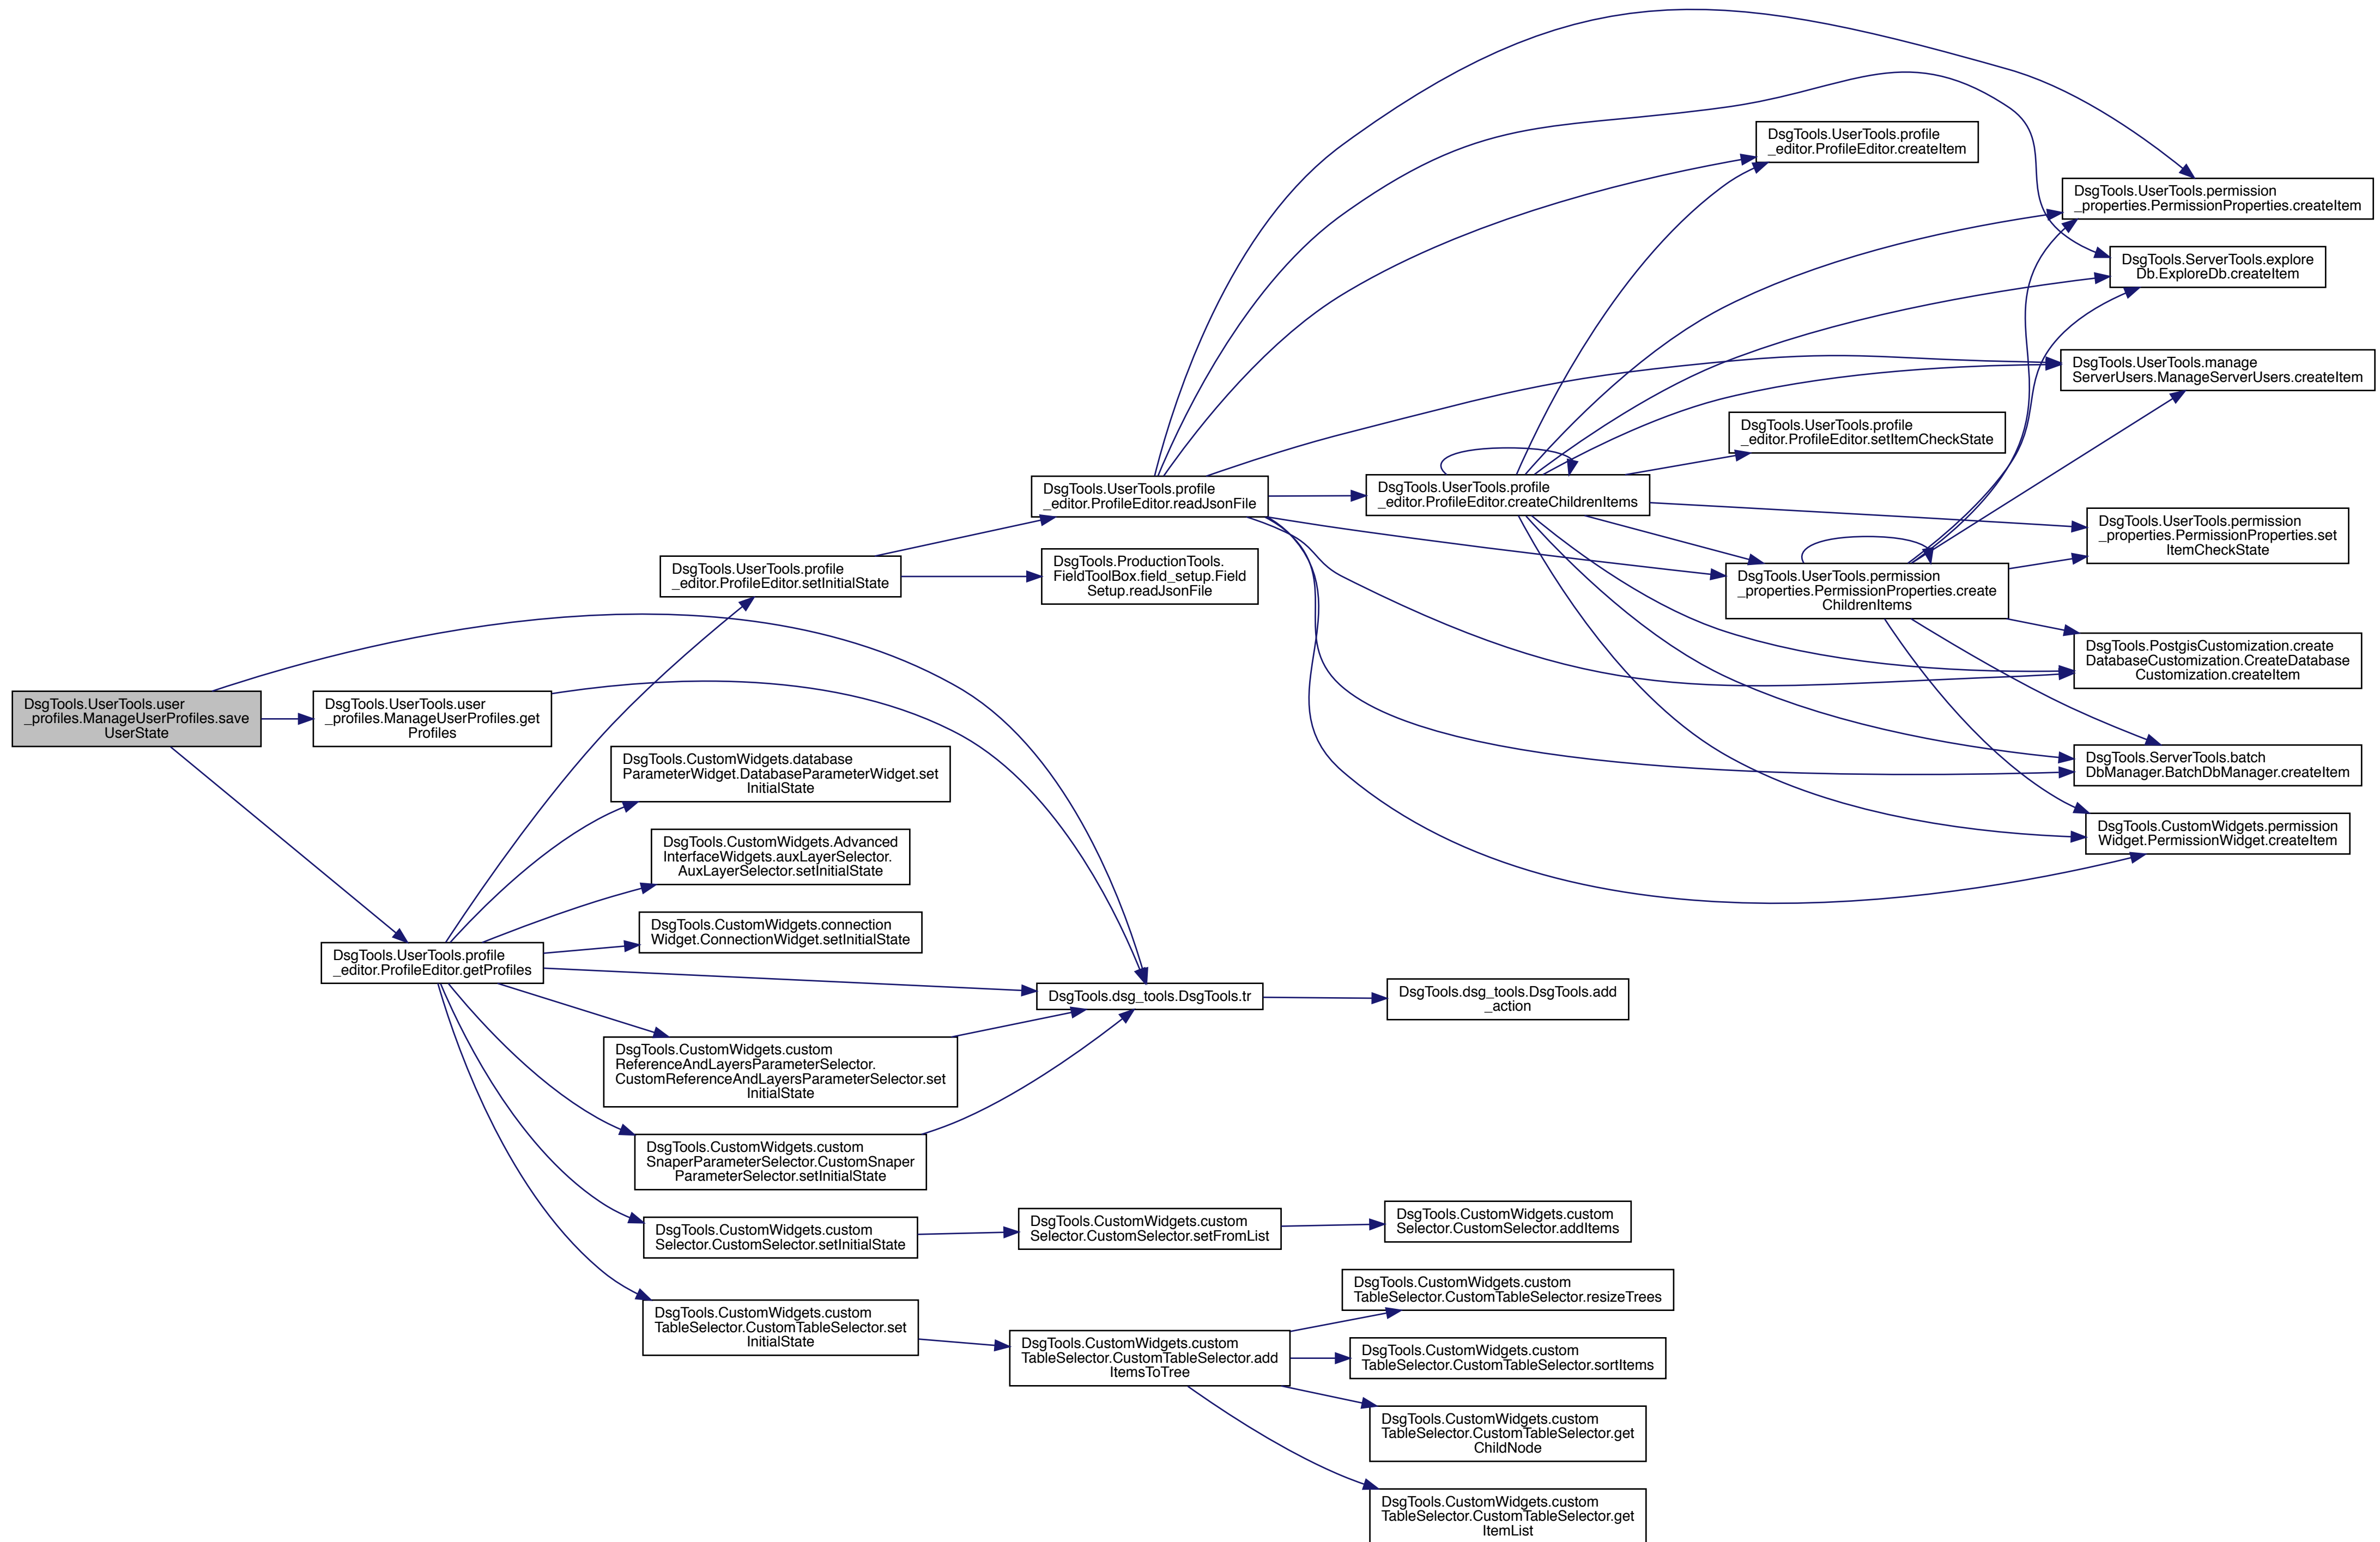 DsgTools.UserTools.user
_profiles.ManageUserProfiles.save
UserState
DsgTools.UserTools.user
_profiles.ManageUserProfiles.get
Profiles
DsgTools.UserTools.profile
_editor.ProfileEditor.getProfiles
DsgTools.UserTools.profile
_editor.ProfileEditor.setInitialState
DsgTools.CustomWidgets.database
ParameterWidget.DatabaseParameterWidget.set
InitialState
DsgTools.CustomWidgets.Advanced
InterfaceWidgets.auxLayerSelector.
AuxLayerSelector.setInitialState
DsgTools.CustomWidgets.connection
Widget.ConnectionWidget.setInitialState
DsgTools.CustomWidgets.custom
ReferenceAndLayersParameterSelector.
CustomReferenceAndLayersParameterSelector.set
InitialState
DsgTools.CustomWidgets.custom
SnaperParameterSelector.CustomSnaper
ParameterSelector.setInitialState
DsgTools.CustomWidgets.custom
Selector.CustomSelector.setInitialState
DsgTools.CustomWidgets.custom
TableSelector.CustomTableSelector.set
InitialState
DsgTools.UserTools.profile
_editor.ProfileEditor.readJsonFile
DsgTools.ProductionTools.
FieldToolBox.field_setup.Field
Setup.readJsonFile
DsgTools.dsg_tools.DsgTools.tr
DsgTools.CustomWidgets.custom
Selector.CustomSelector.setFromList
DsgTools.CustomWidgets.custom
TableSelector.CustomTableSelector.add
ItemsToTree
DsgTools.UserTools.profile
_editor.ProfileEditor.createChildrenItems
DsgTools.dsg_tools.DsgTools.add
_action
DsgTools.CustomWidgets.custom
Selector.CustomSelector.addItems
DsgTools.CustomWidgets.custom
TableSelector.CustomTableSelector.resizeTrees
DsgTools.CustomWidgets.custom
TableSelector.CustomTableSelector.sortItems
DsgTools.CustomWidgets.custom
TableSelector.CustomTableSelector.get
ChildNode
DsgTools.CustomWidgets.custom
TableSelector.CustomTableSelector.get
ItemList
DsgTools.UserTools.profile
_editor.ProfileEditor.createItem
DsgTools.UserTools.profile
_editor.ProfileEditor.setItemCheckState
DsgTools.UserTools.permission
_properties.PermissionProperties.create
ChildrenItems
DsgTools.UserTools.permission
_properties.PermissionProperties.createItem
DsgTools.ServerTools.explore
Db.ExploreDb.createItem
DsgTools.UserTools.manage
ServerUsers.ManageServerUsers.createItem
DsgTools.UserTools.permission
_properties.PermissionProperties.set
ItemCheckState
DsgTools.PostgisCustomization.create
DatabaseCustomization.CreateDatabase
Customization.createItem
DsgTools.ServerTools.batch
DbManager.BatchDbManager.createItem
DsgTools.CustomWidgets.permission
Widget.PermissionWidget.createItem